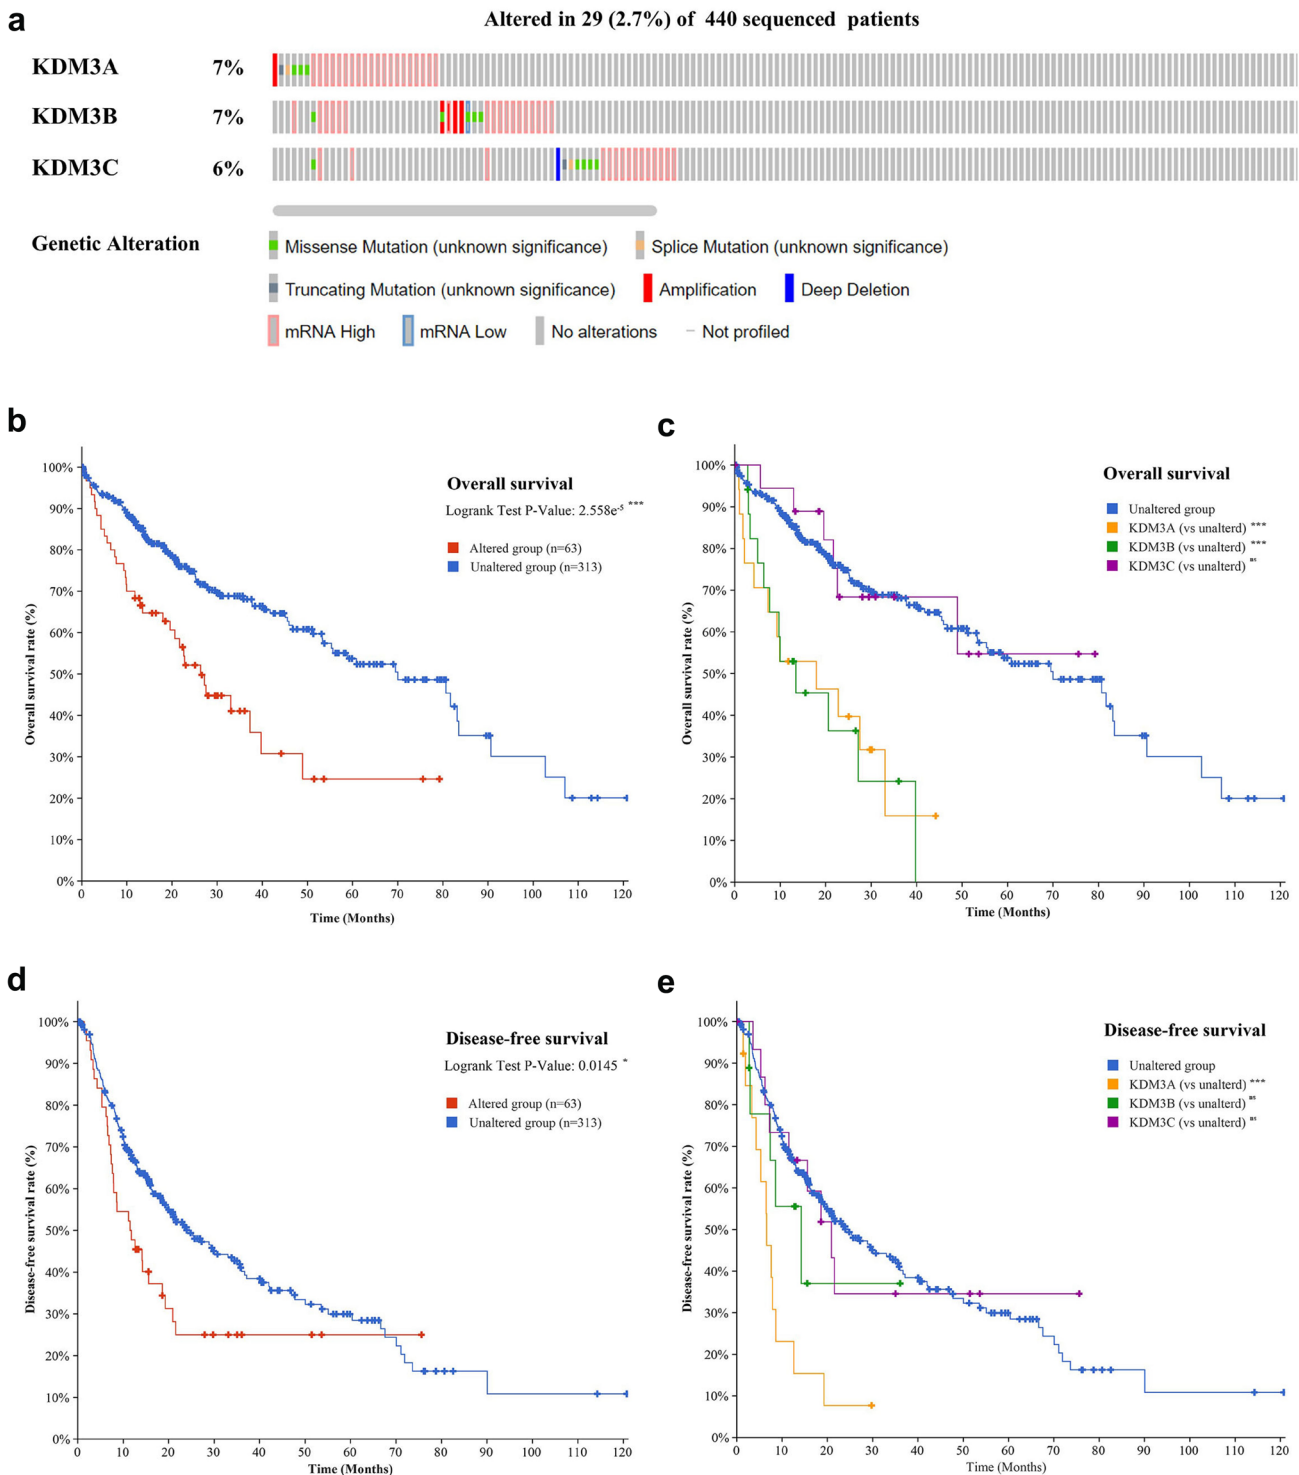 a
Altered in 29 (2.7%) of 440 sequenced patients
KDM3A 7%
KDM3B 7%
KDM3C 6%
Genetic Alteration
Missense Mutation (unknown significance) Splice Mutation (unknown significance)
Truncating Mutation (unknown significance) Amplification Deep Deletion
mRNA High mRNA Low No alterations Not profiled
b
Overall survival
Logrank Test P-Value: 2.558e-5 ***
Altered group (n=63)
Unaltered group (n=313)
Overall survival rate (%)
100%
90%
80%
70%
60%
50%
40%
30%
20%
10%
0%
0 10 20 30 40 50 60 70 80 90 100 110 120
Time (Months)
c
Overall survival
Unaltered group
KDM3A (vs unalterd) ***
KDM3B (vs unalterd) ***
KDM3C (vs unalterd) ns
Overall survival rate (%)
100%
90%
80%
70%
60%
50%
40%
30%
20%
10%
0%
0 10 20 30 40 50 60 70 80 90 100 110 120
Time (Months)
d
Disease-free survival
Logrank Test P-Value: 0.0145 *
Altered group (n=63)
Unaltered group (n=313)
Disease-free survival rate (%)
100%
90%
80%
70%
60%
50%
40%
30%
20%
10%
0%
0 10 20 30 40 50 60 70 80 90 100 110 120
Time (Months)
e
Disease-free survival
Unaltered group
KDM3A (vs unalterd) ***
KDM3B (vs unalterd) ns
KDM3C (vs unalterd) ns
Disease-free survival rate (%)
100%
90%
80%
70%
60%
50%
40%
30%
20%
10%
0%
0 10 20 30 40 50 60 70 80 90 100 110 120
Time (Months)